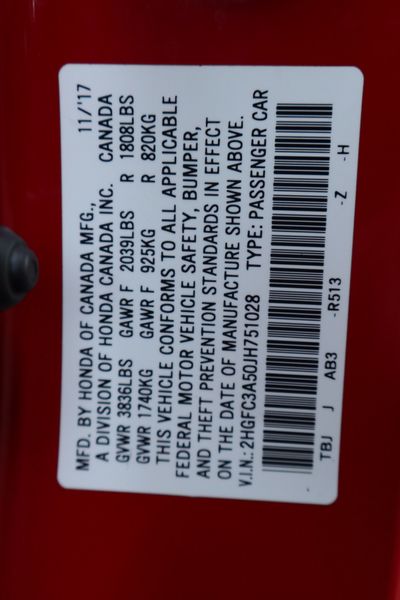 MFD. BY HONDA OF CANADA MFG., 11/'17
A DIVISION OF HONDA CANADA INC. CANADA
GVWR 3836LBS GAWR F 2039LBS R 1808LBS
GVWR 1740KG GAWR F 925KG R 820KG
THIS VEHICLE CONFORMS TO ALL APPLICABLE
FEDERAL MOTOR VEHICLE SAFETY, BUMPER,
AND THEFT PREVENTION STANDARDS IN EFFECT
ON THE DATE OF MANUFACTURE SHOWN ABOVE.
V.I.N.: 2HGFC3A50JH751028 TYPE: PASSENGER CAR
TBJ J AB3 -R513 -Z -H